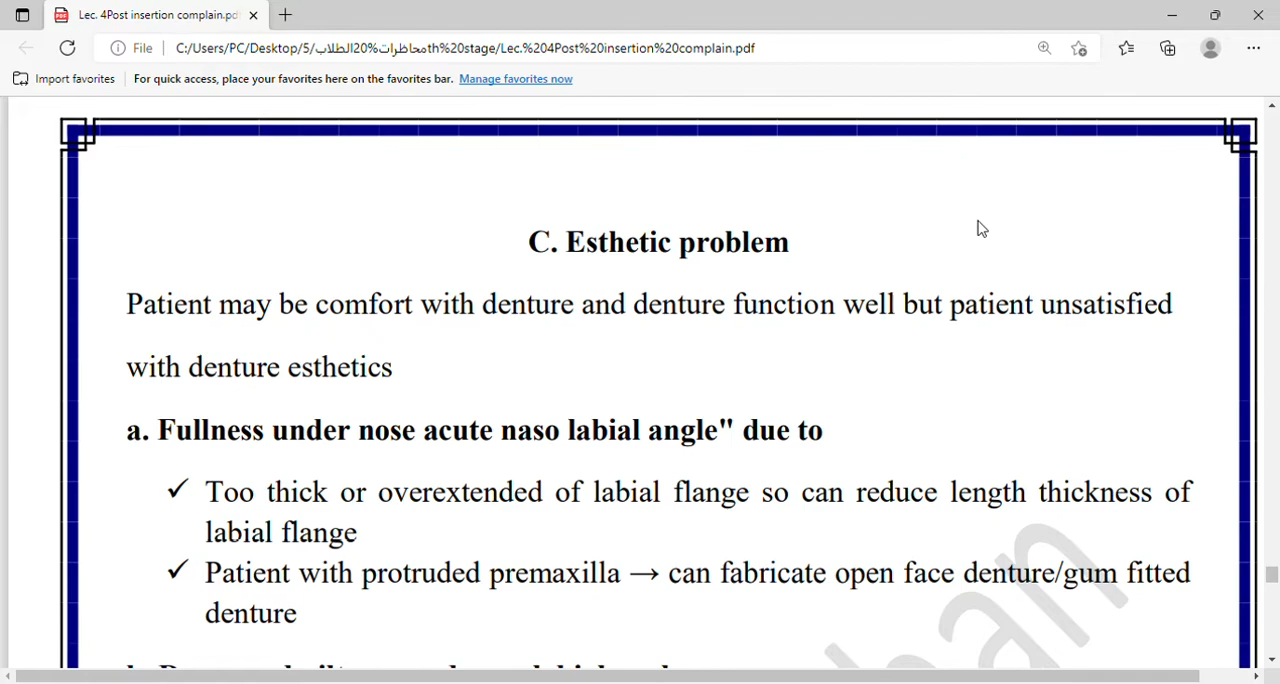 Lec. 4Post insertion complain.pd
File
C:/Users/PC/Desktop/5/محاظرات%20الطلابth%20stage/Lec.%204Post%20insertion%20complain.pdf
Import favorites
For quick access, place your favorites here on the favorites bar.
Manage favorites now
C. Esthetic problem
Patient may be comfort with denture and denture function well but patient unsatisfied
with denture esthetics
a. Fullness under nose acute naso labial angle" due to
✓ Too thick or overextended of labial flange so can reduce length thickness of
labial flange
✓ Patient with protruded premaxilla → can fabricate open face denture/gum fitted
denture